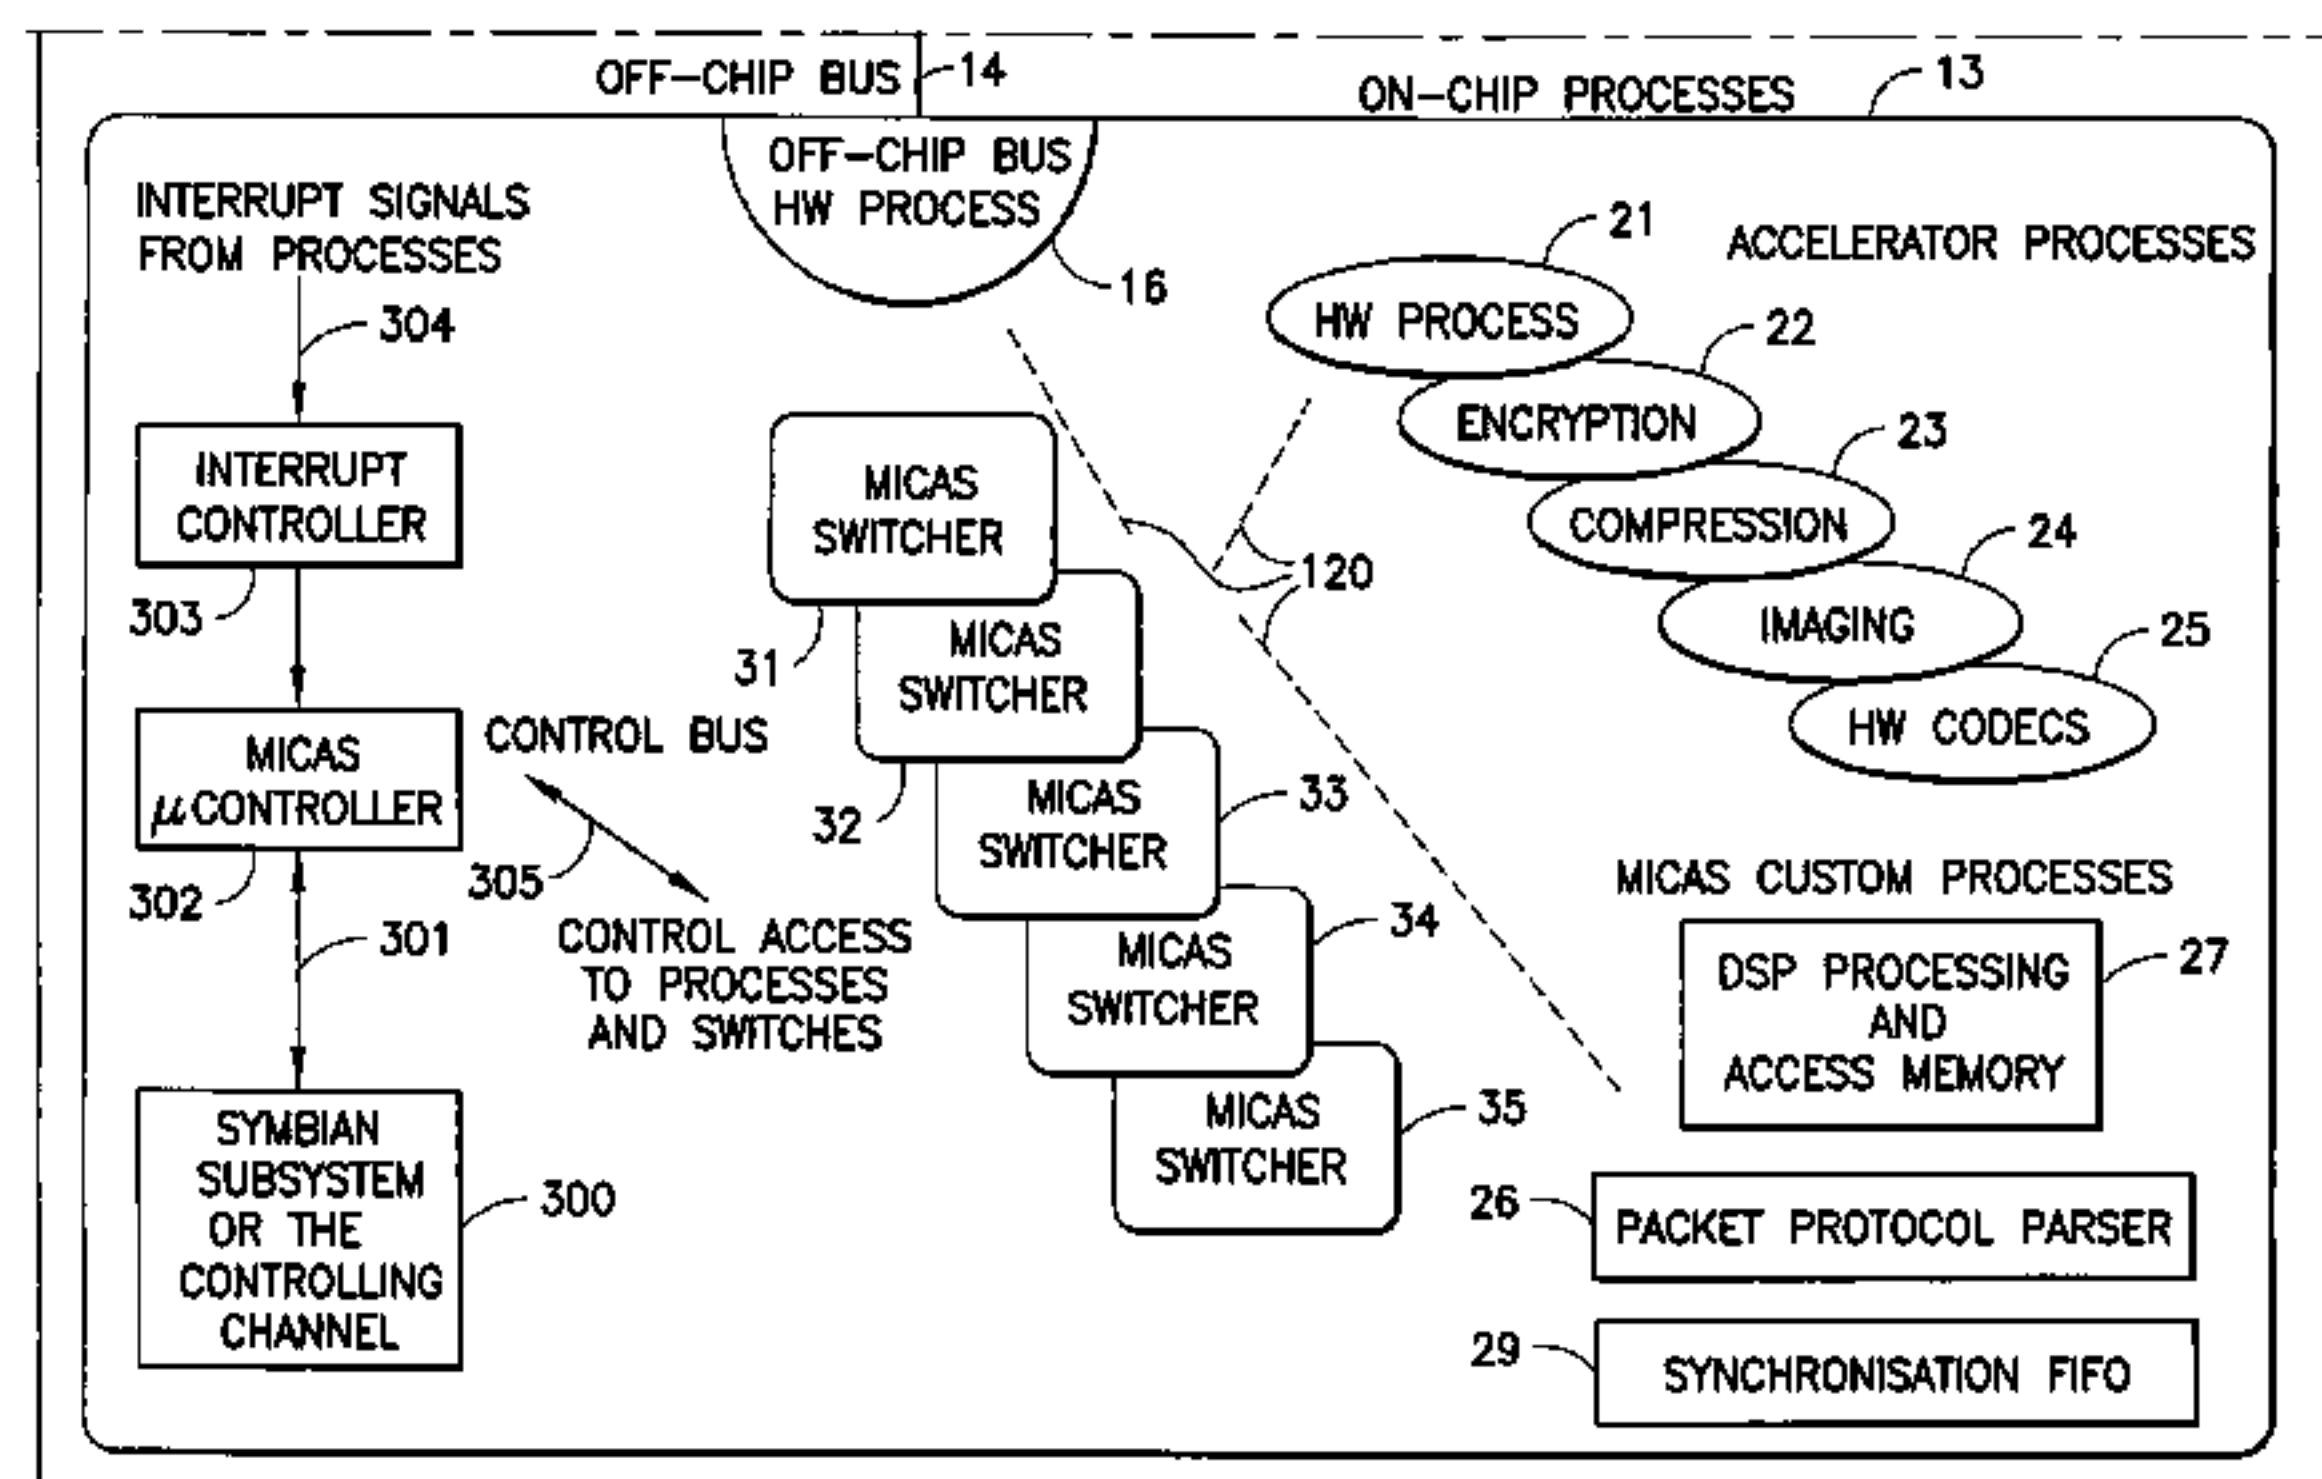 OFF-CHIP BUS
14
ON-CHIP PROCESSES
13
OFF-CHIP BUS
HW PROCESS
16
INTERRUPT SIGNALS
FROM PROCESSES
304
INTERRUPT
CONTROLLER
303
MICAS
μCONTROLLER
302
301
SYMBIAN
SUBSYSTEM
OR THE
CONTROLLING
CHANNEL
300
CONTROL BUS
305
CONTROL ACCESS
TO PROCESSES
AND SWITCHES
MICAS
SWITCHER
31
MICAS
SWITCHER
32
MICAS
SWITCHER
33
MICAS
SWITCHER
34
MICAS
SWITCHER
35
120
ACCELERATOR PROCESSES
21
HW PROCESS
22
ENCRYPTION
23
COMPRESSION
24
IMAGING
25
HW CODECS
MICAS CUSTOM PROCESSES
DSP PROCESSING
AND
ACCESS MEMORY
27
26
PACKET PROTOCOL PARSER
29
SYNCHRONISATION FIFO